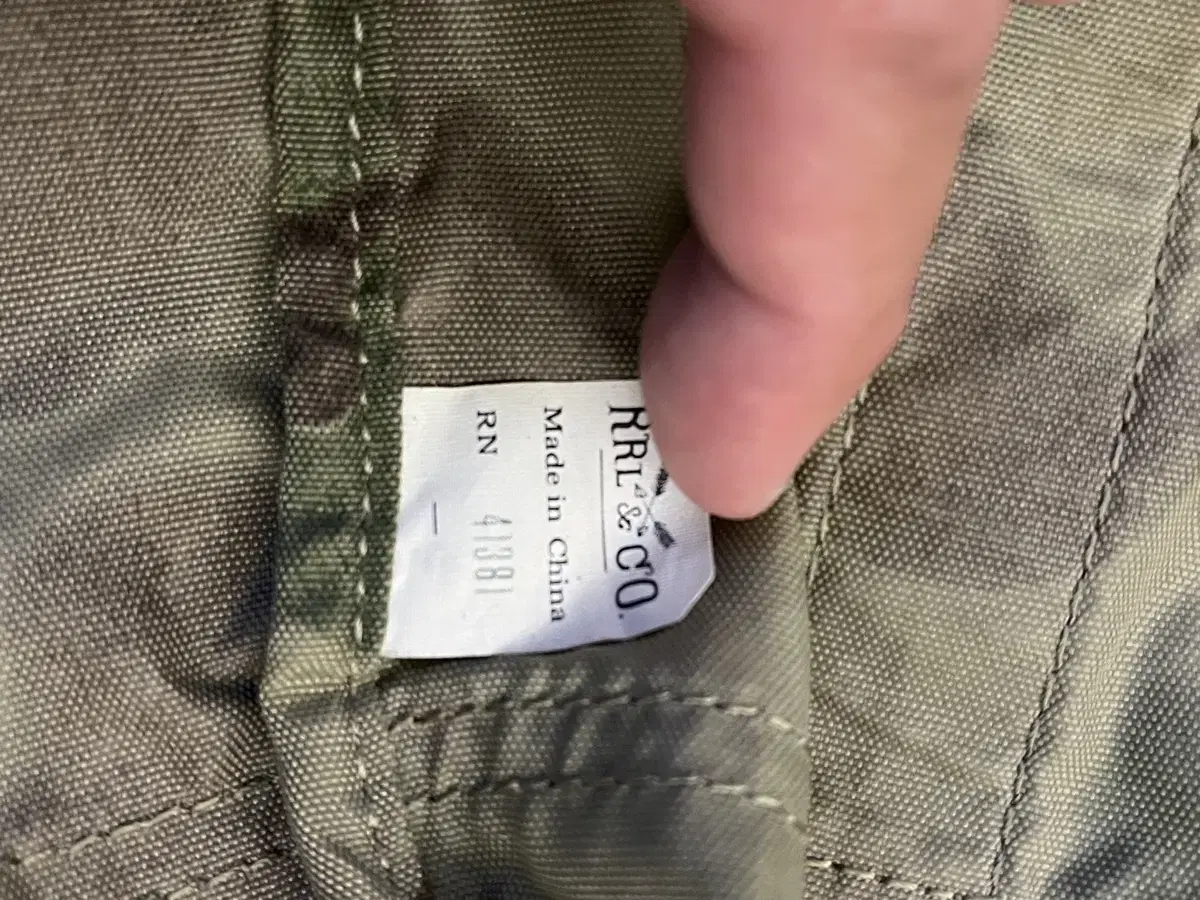 RRL & CO.
Made in China
RN 41381